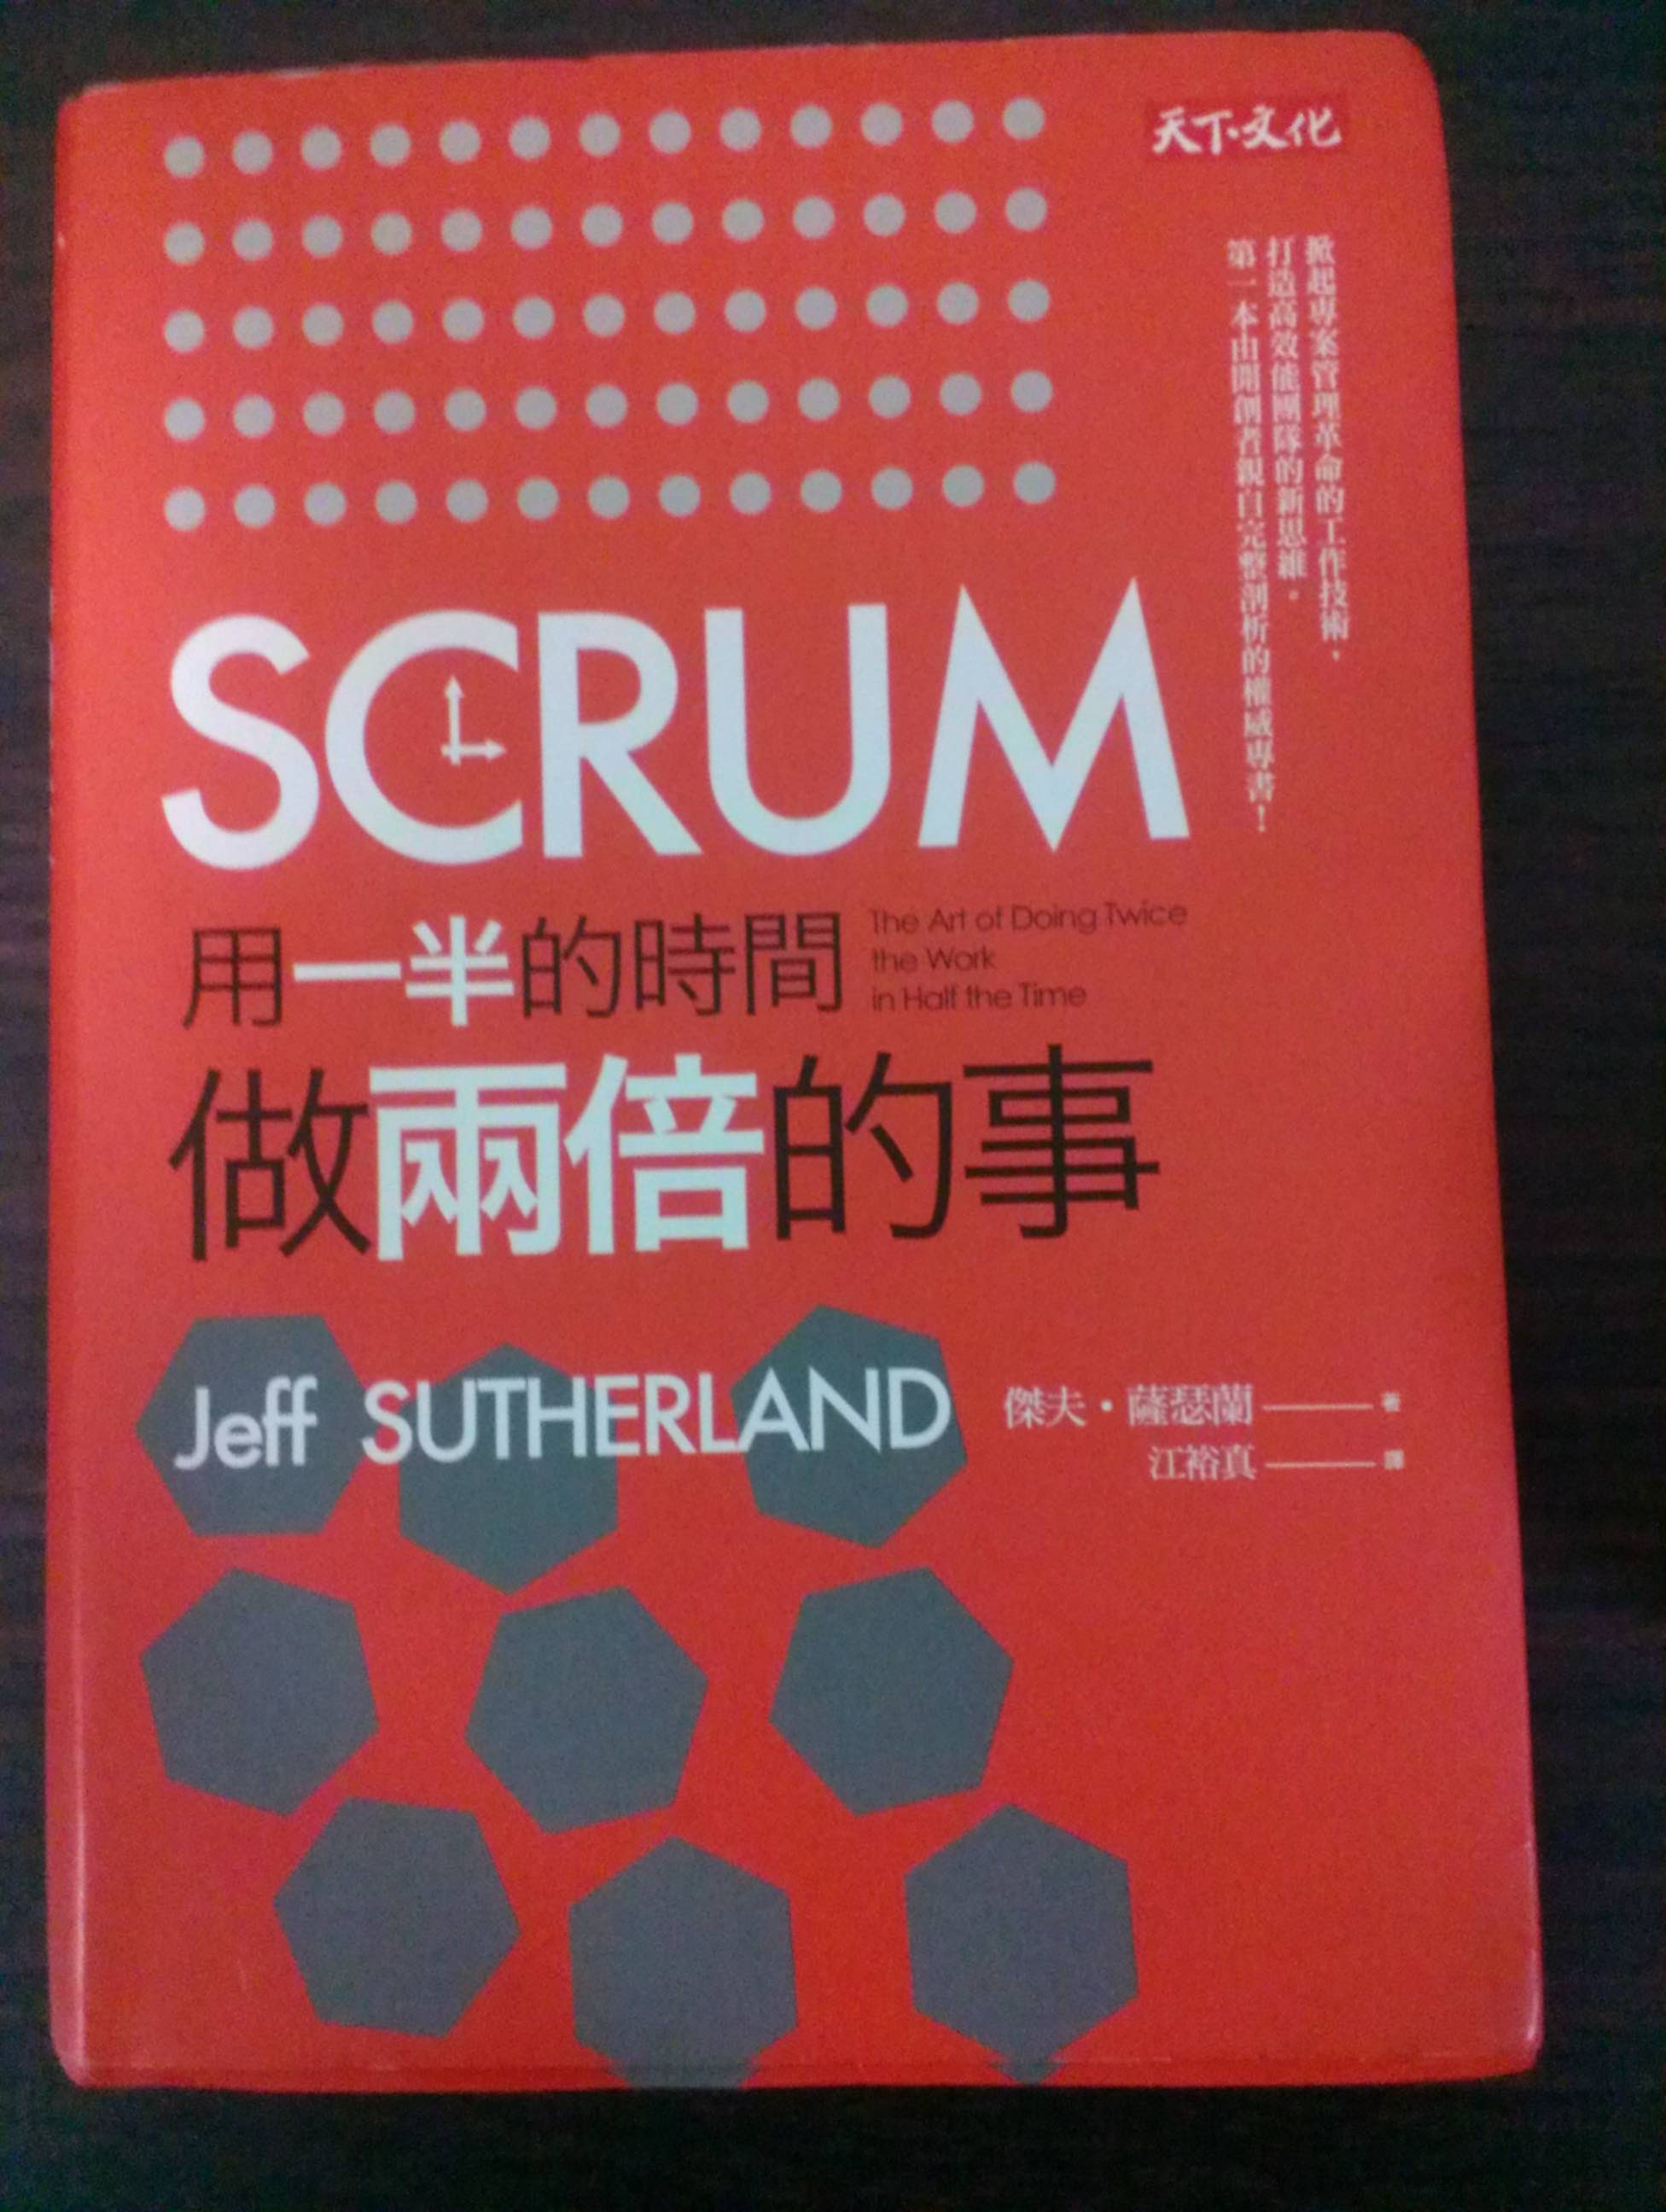 天下文化
掀起專案管理革命的工作技術，
打造高效能團隊的新思維。
第一本由開創者親自完整剖析的權威專書！
SCRUM
用一半的時間
The Art of Doing Twice
the Work
in Half the Time
做兩倍的事
Jeff SUTHERLAND
傑夫·薩瑟蘭——著
江裕真——譯